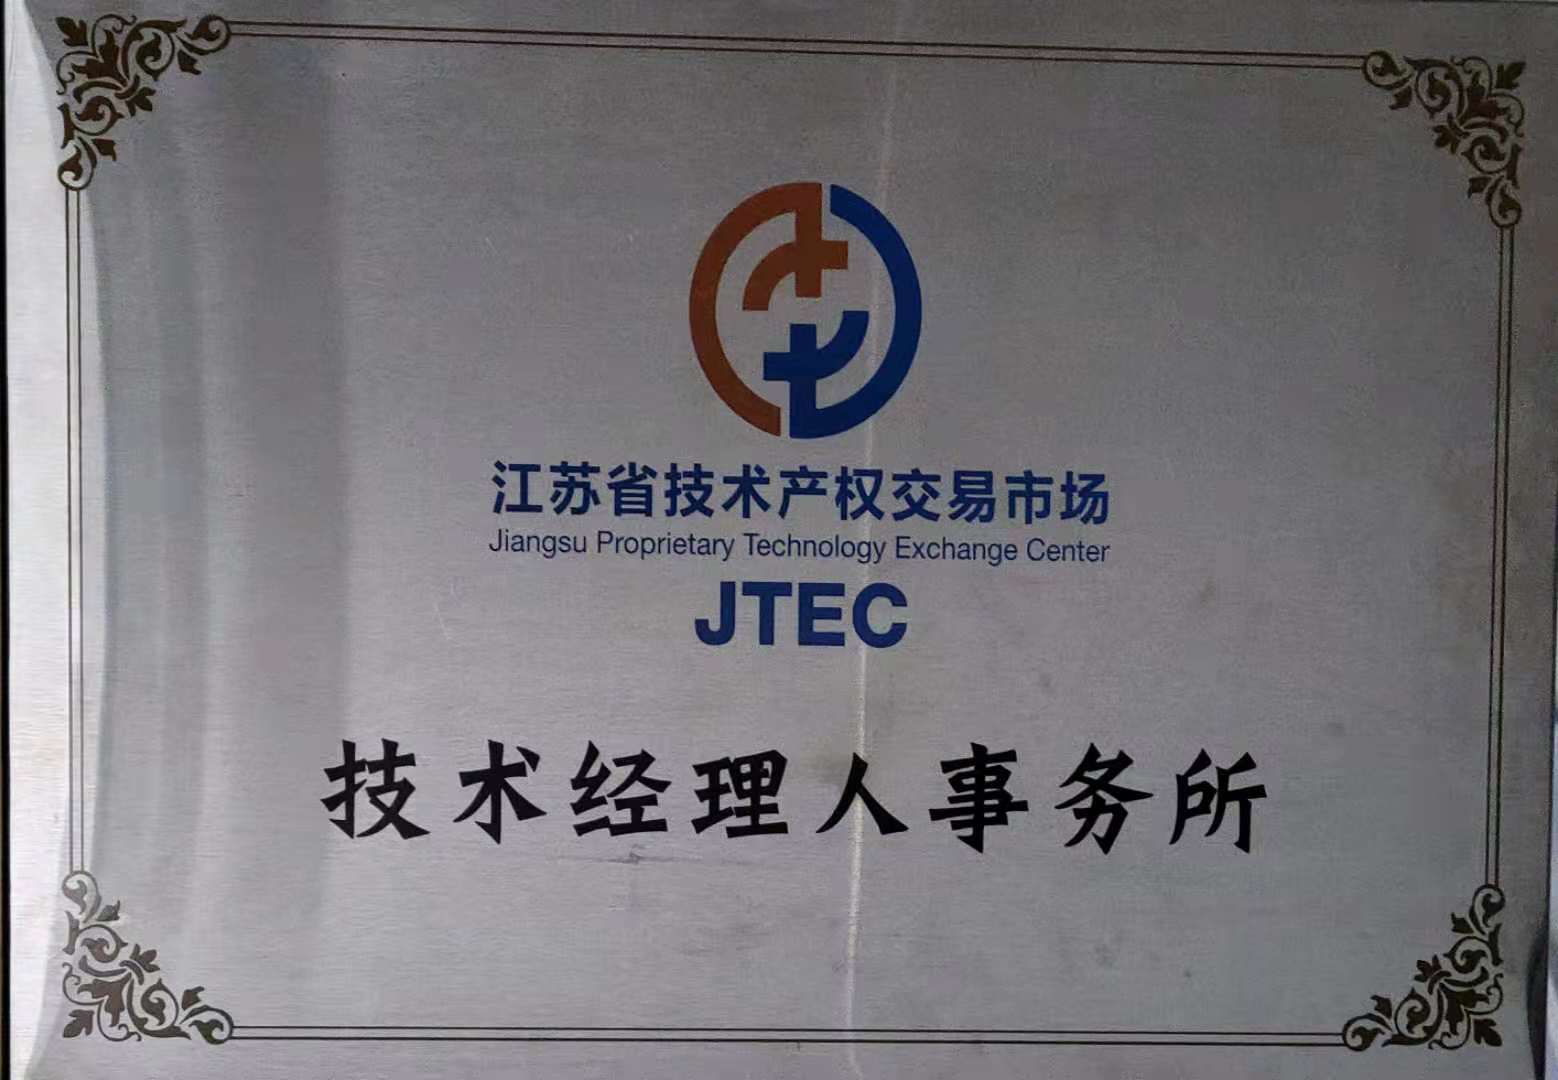 江苏省技术产权交易市场
Jiangsu Proprietary Technology Exchange Center
JTEC
技术经理人事务所